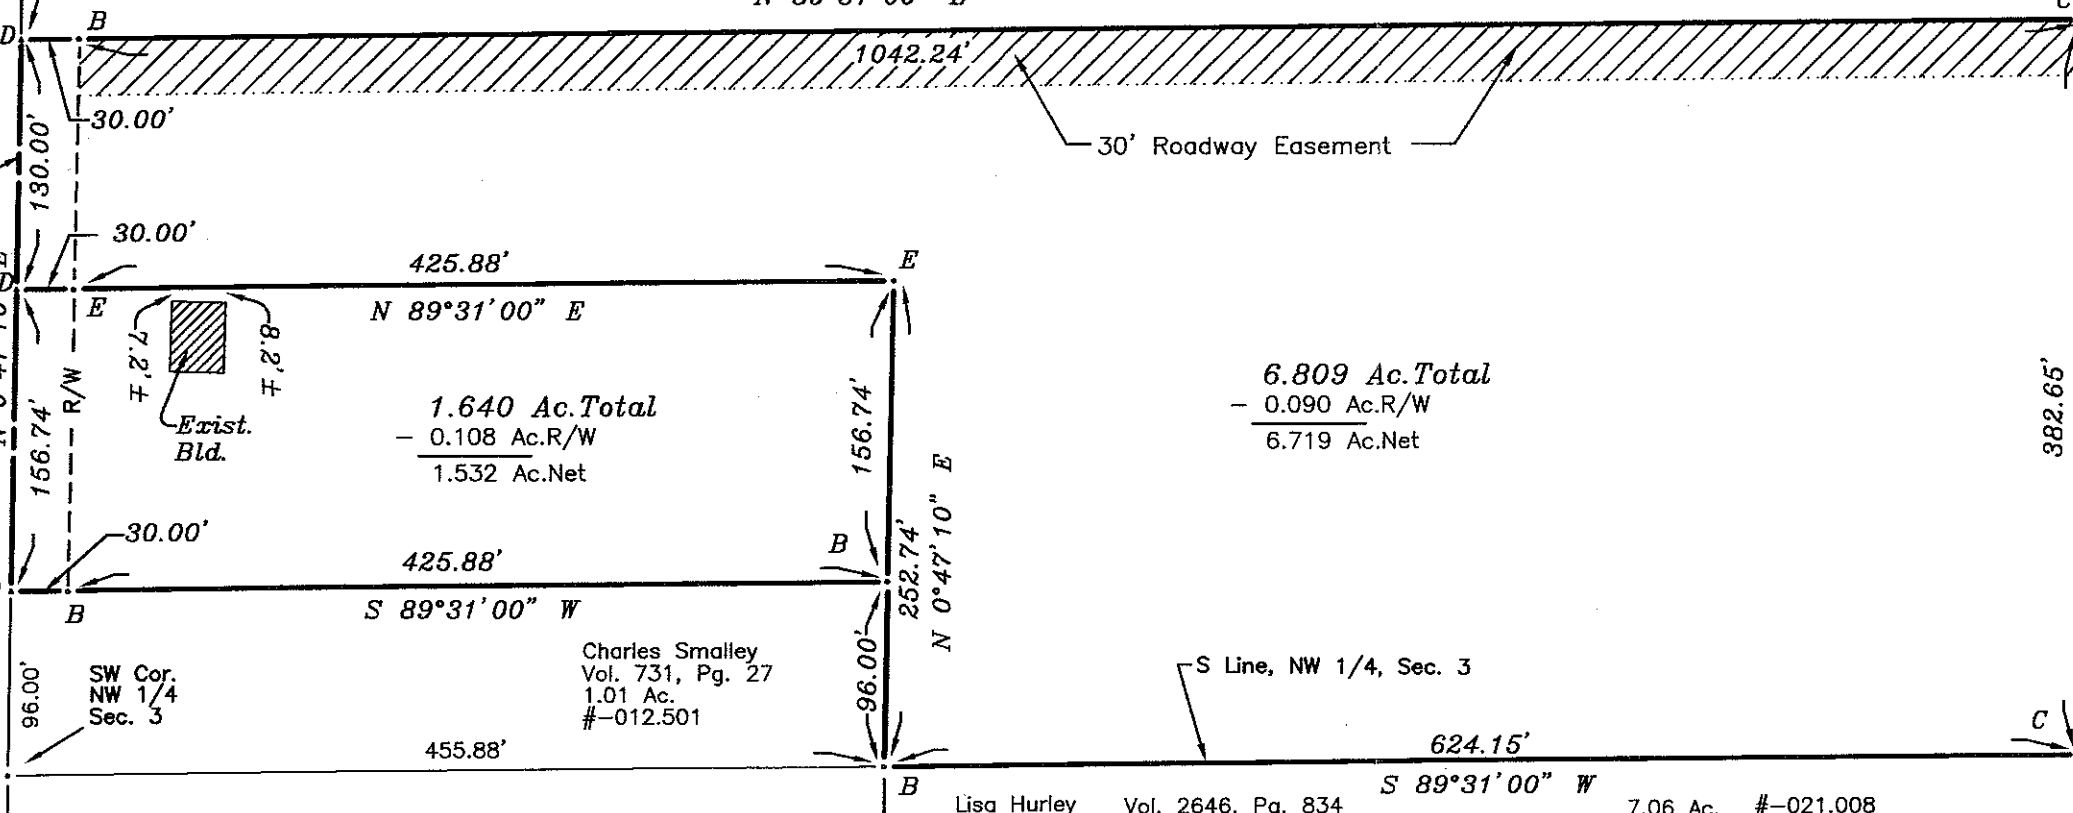 D
B
C
1042.24'
30.00'
130.00'
30' Roadway Easement
30.00'
425.88'
E
D
E
N 89°31'00" E
7.2'±
8.2'±
R/W
Exist.
Bld.
156.74'
1.640 Ac.Total
- 0.108 Ac.R/W
1.532 Ac.Net
156.74'
6.809 Ac.Total
- 0.090 Ac.R/W
6.719 Ac.Net
382.65'
30.00'
425.88'
B
252.74'
N 0°47'10" E
B
S 89°31'00" W
96.00'
SW Cor.
NW 1/4
Sec. 3
Charles Smalley
Vol. 731, Pg. 27
1.01 Ac.
#-012.501
96.00'
S Line, NW 1/4, Sec. 3
455.88'
624.15'
C
B
S 89°31'00" W
Lisa Hurley Vol. 2646, Pg. 834 7.06 Ac. #-021.008